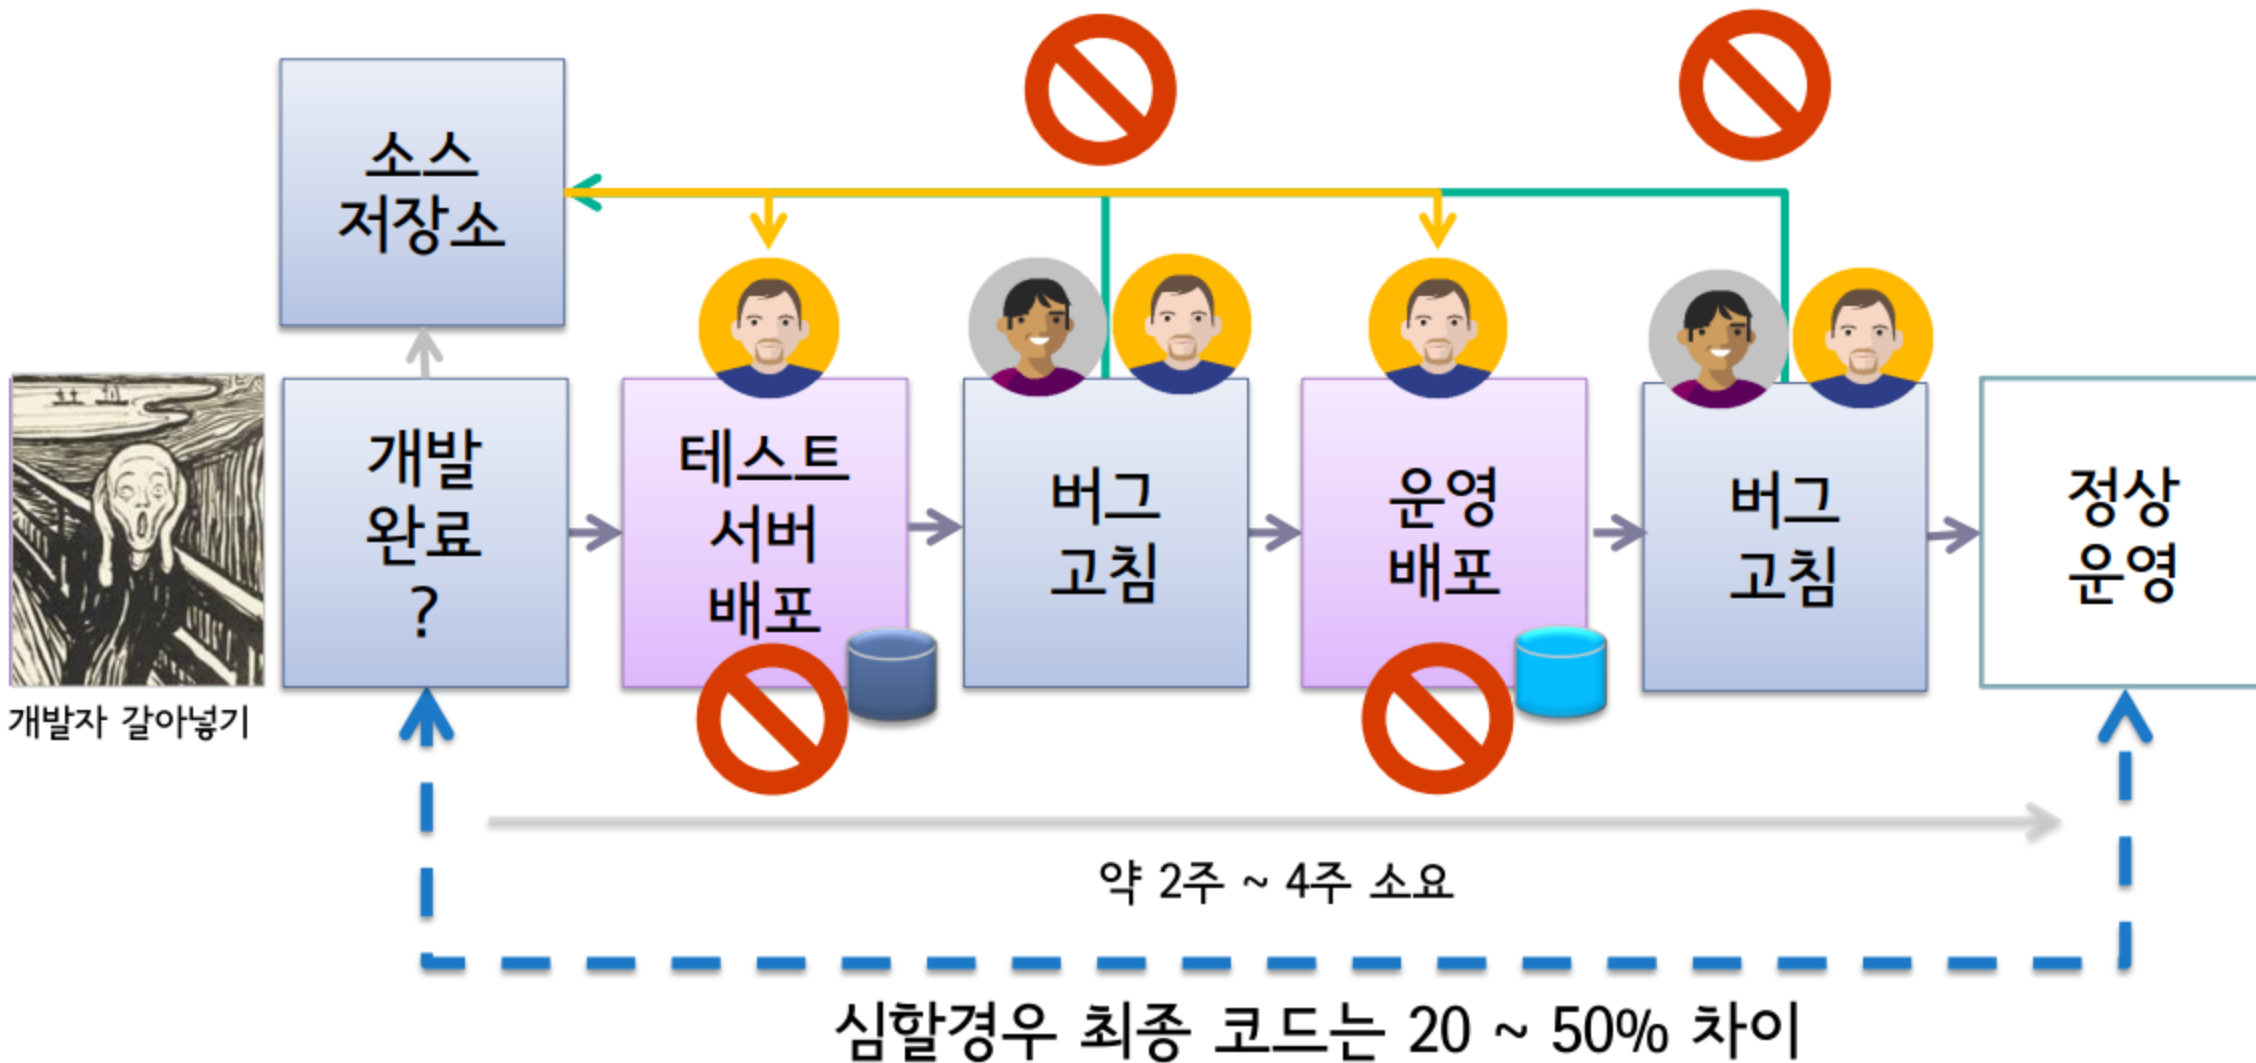 소스
저장소
개발
완료
?
테스트
서버
배포
버그
고침
운영
배포
버그
고침
정상
운영
개발자 갈아넣기
약 2주 ~ 4주 소요
심할경우 최종 코드는 20 ~ 50% 차이